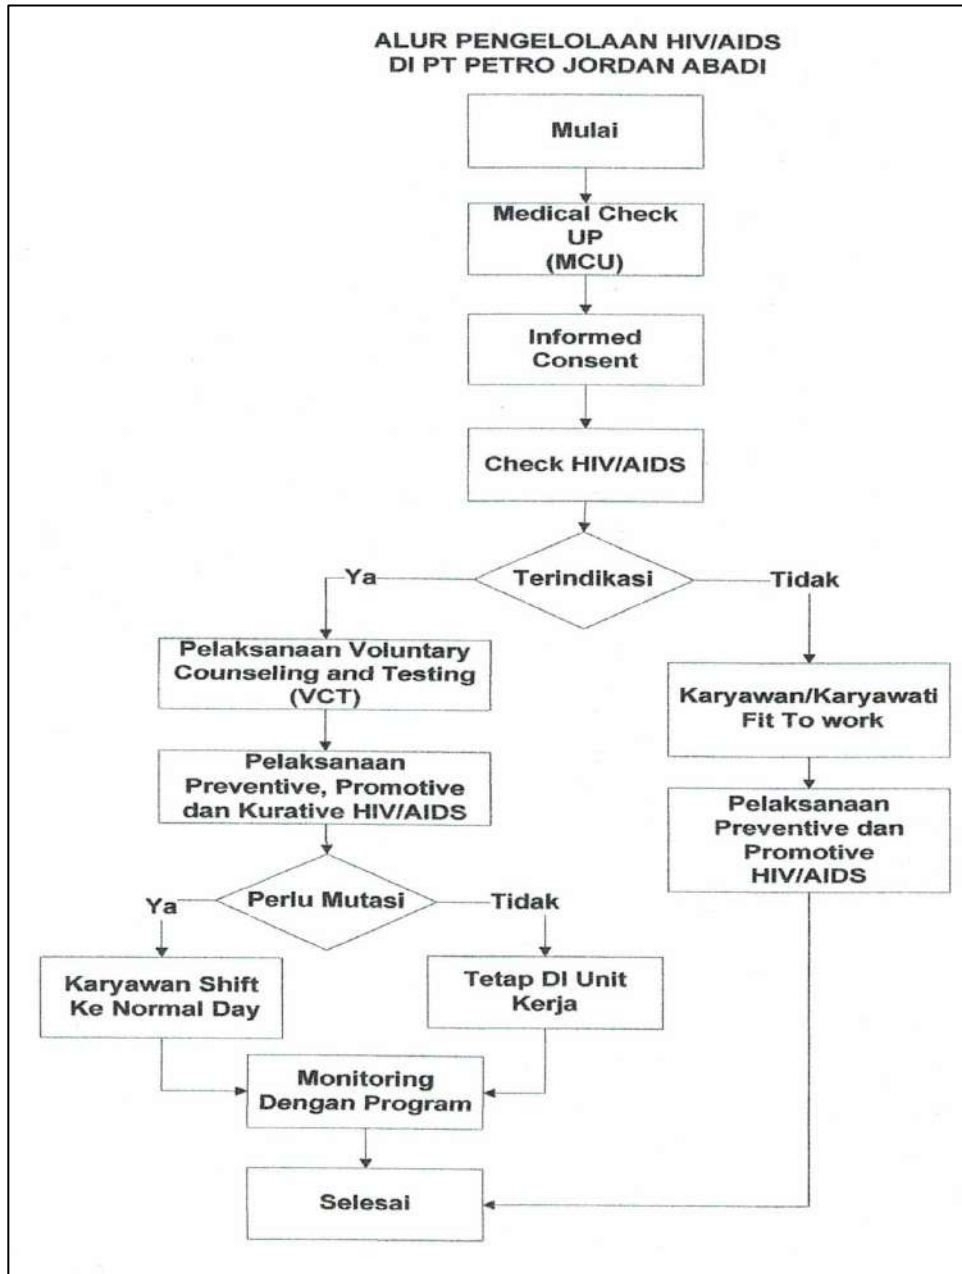 ALUR PENGELOLAAN HIV/AIDS
DI PT PETRO JORDAN ABADI
Mulai
Medical Check
UP
(MCU)
Informed
Consent
Check HIV/AIDS
Terindikasi
Ya
Tidak
Pelaksanaan Voluntary
Counseling and Testing
(VCT)
Karyawan/Karyawati
Fit To work
Pelaksanaan
Preventive, Promotive
dan Kurative HIV/AIDS
Pelaksanaan
Preventive dan
Promotive
HIV/AIDS
Perlu Mutasi
Ya
Tidak
Karyawan Shift
Ke Normal Day
Tetap DI Unit
Kerja
Monitoring
Dengan Program
Selesai